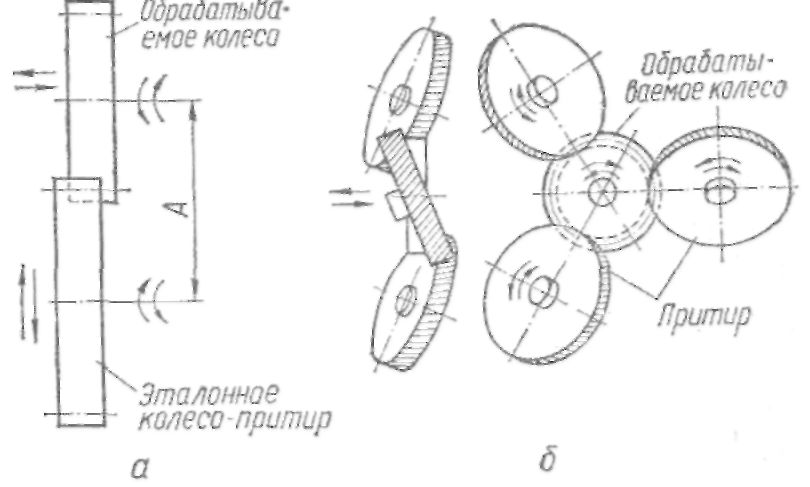 Обрабатыва-
емое колесо
А
Эталонное
колесо-притир
а
Обрабаты-
ваемое колесо
Притир
б